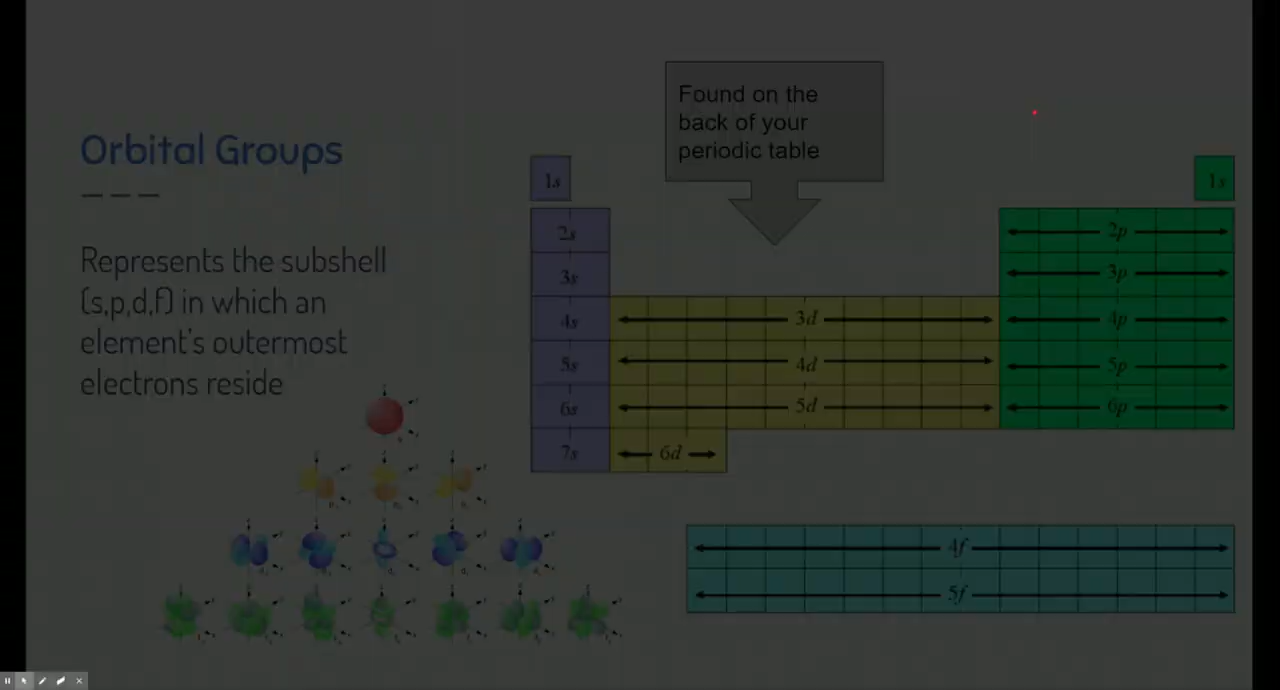 Orbital Groups
Represents the subshell
(s,p,d,f) in which an
element's outermost
electrons reside
Found on the
back of your
periodic table
1s
1s
2s
2p
3s
3p
4s
3d
4p
5s
4d
5p
6s
5d
6p
7s
6d
4f
5f